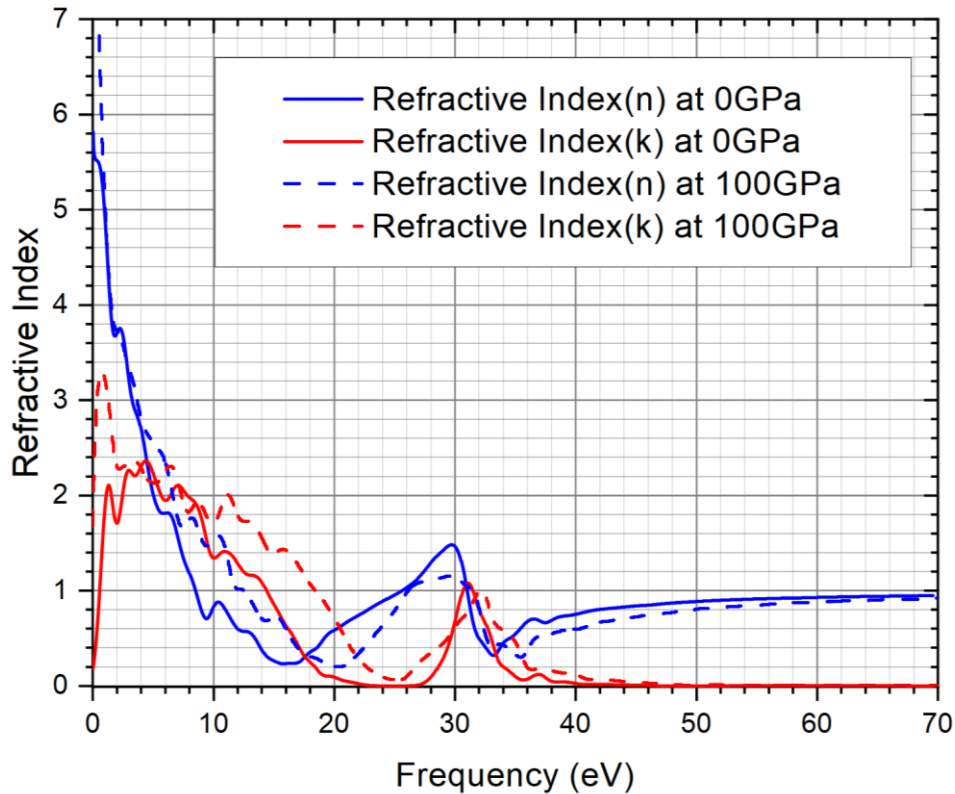 7
6
5
4
3
2
1
0
Refractive Index
Refractive Index(n) at 0GPa
Refractive Index(k) at 0GPa
Refractive Index(n) at 100GPa
Refractive Index(k) at 100GPa
0 10 20 30 40 50 60 70
Frequency (eV)